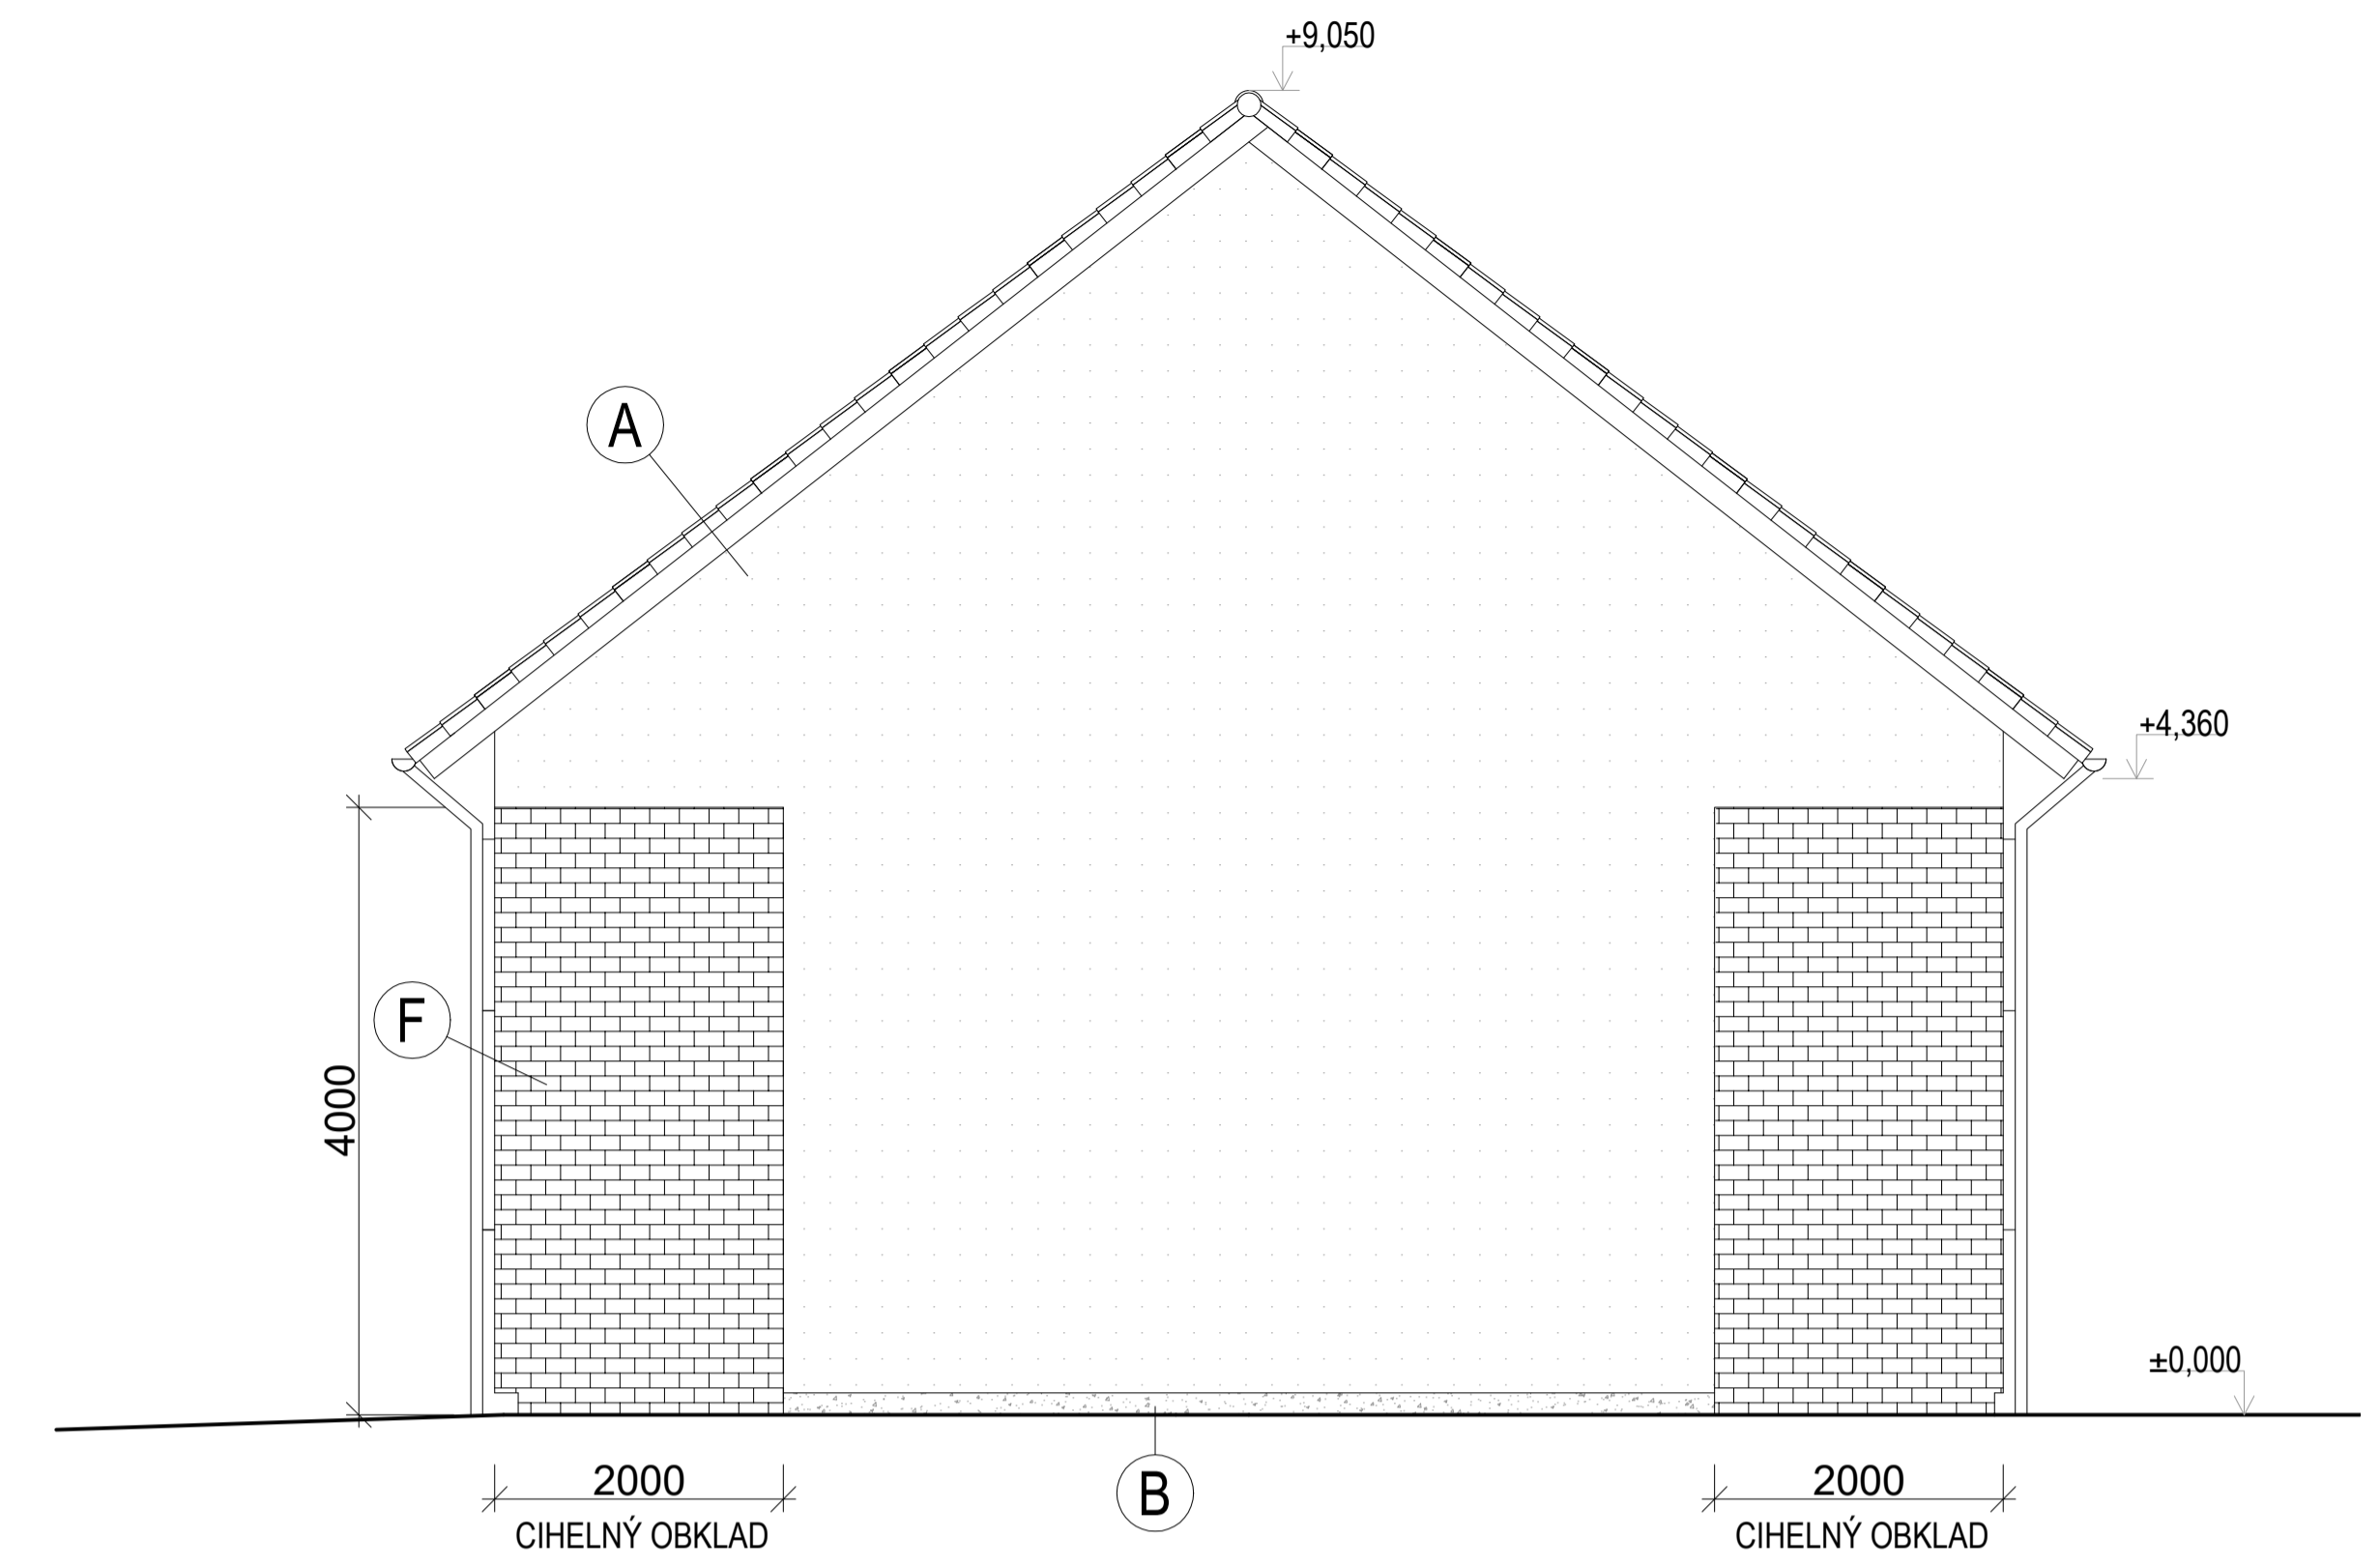 +9,050
A
+4,360
F
4000
±0,000
B
2000
2000
CIHELNÝ OBKLAD
CIHELNÝ OBKLAD